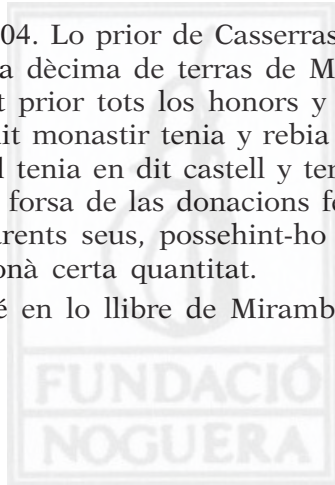 04. Lo prior de Casserras
a dècima de terras de M
t prior tots los honors y
it monastir tenia y rebia
l tenia en dit castell y ter
forsa de las donacions fe
rents seus, possehint-ho
onà certa quantitat.
é en lo llibre de Miramb
FUNDACIÓ
NOGUERA